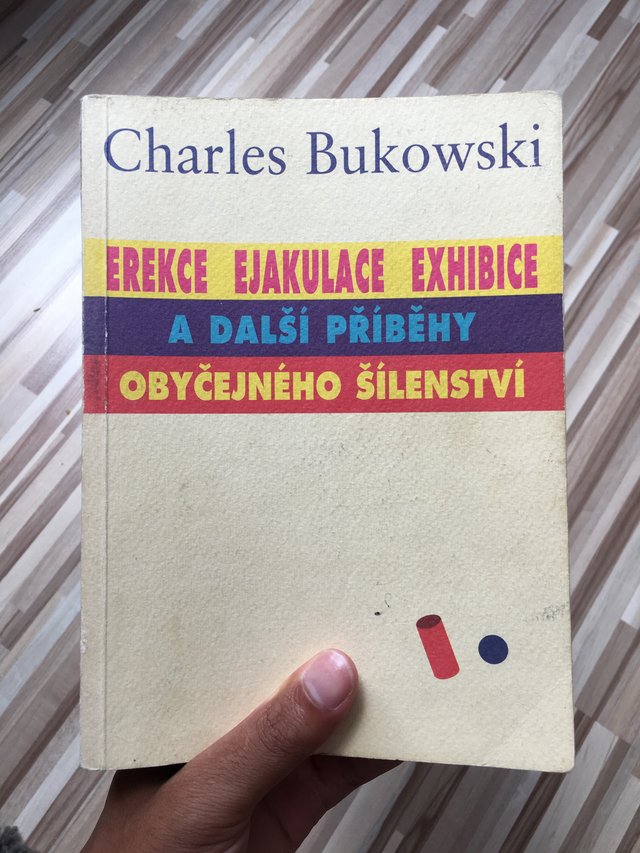 Charles Bukowski
EREKCE EJAKULACE EXHIBICE
A DALŠÍ PŘÍBĚHY
OBYČEJNÉHO ŠÍLENSTVÍ